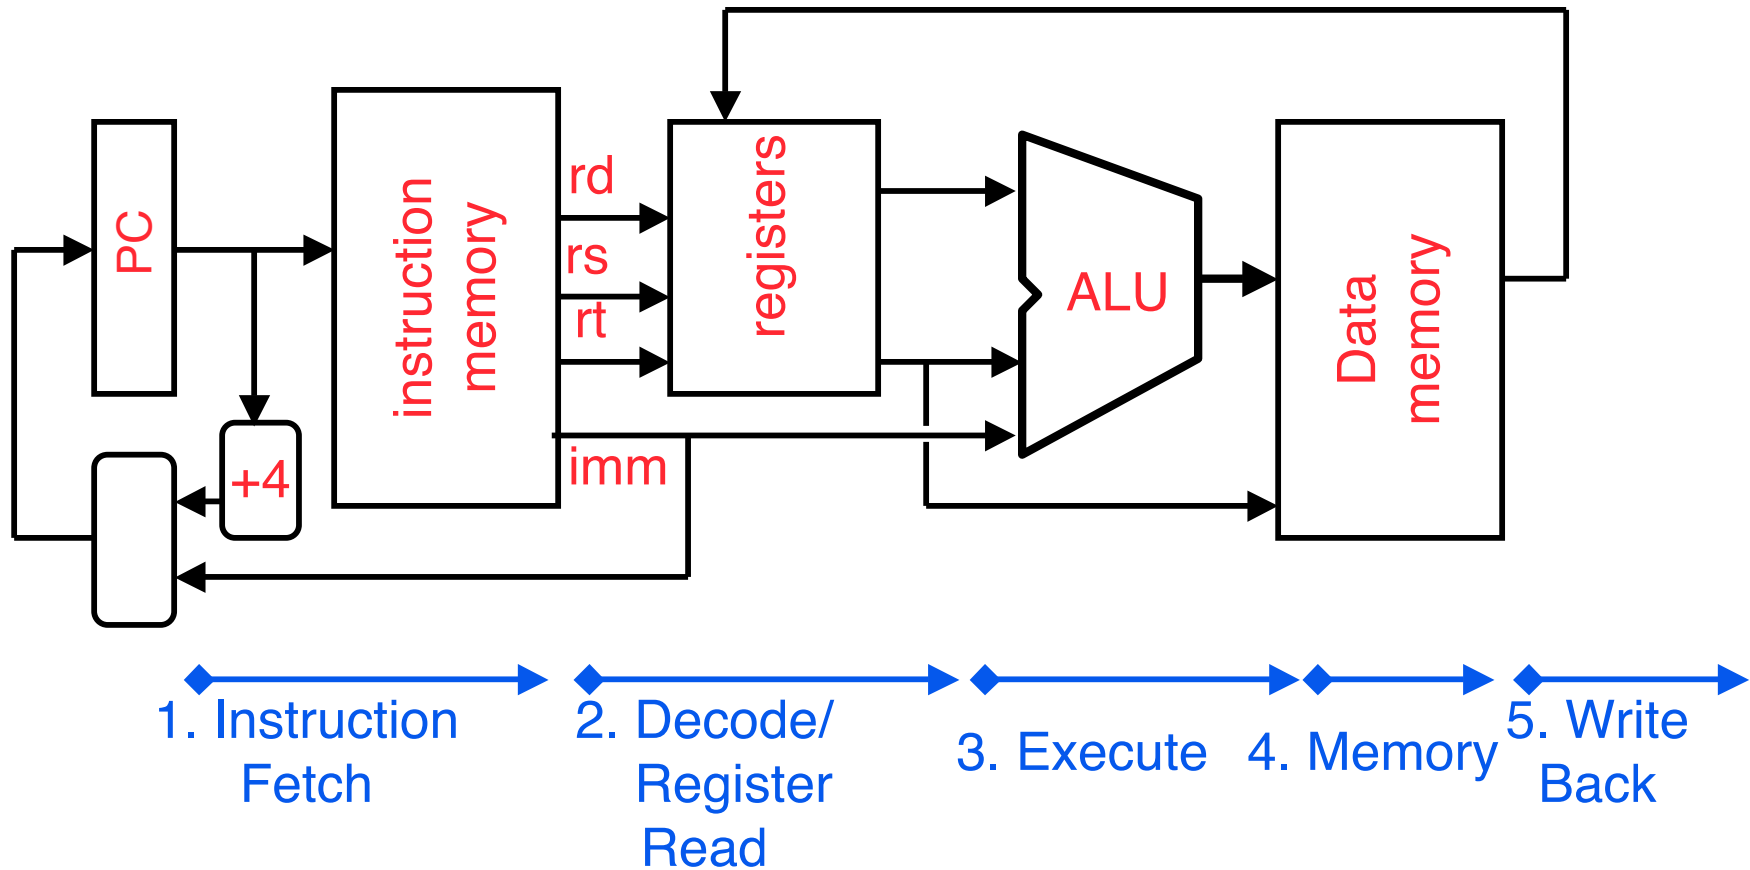 PC
+4
instruction
memory
rd
rs
rt
imm
registers
ALU
Data
memory
1. Instruction
Fetch
2. Decode/
Register
Read
3. Execute
4. Memory
5. Write
Back